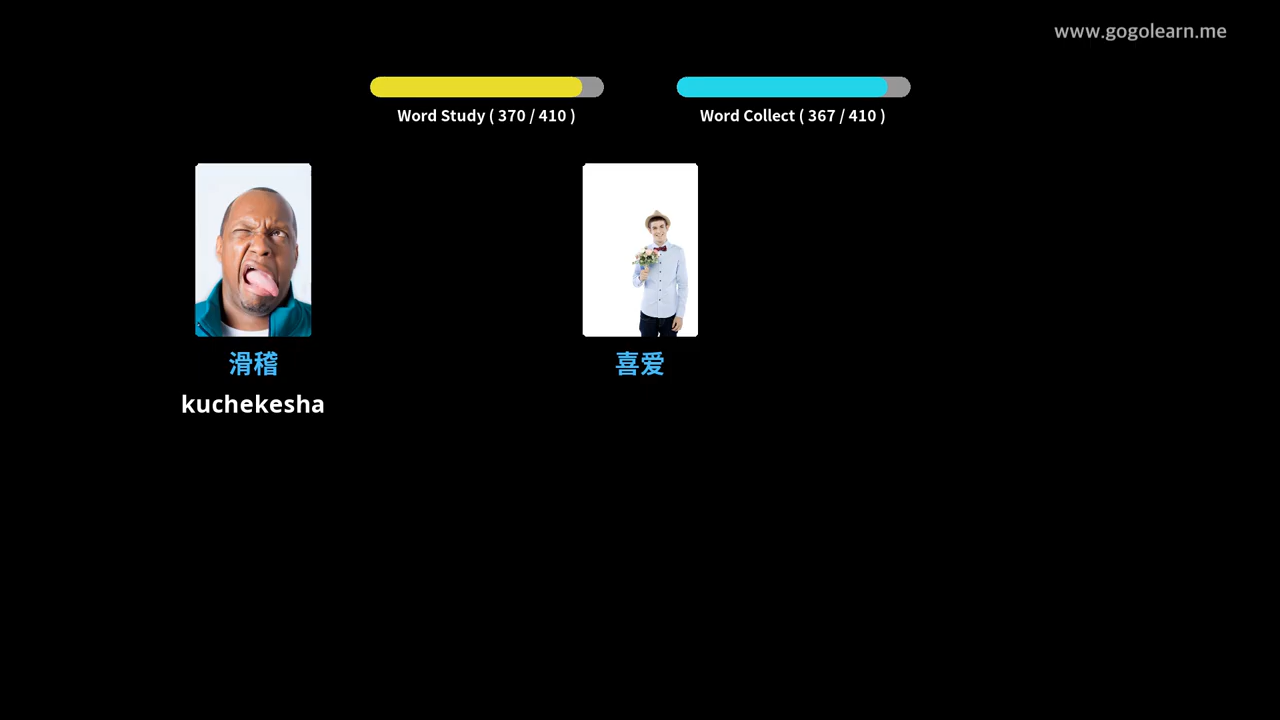 www.gogolearn.me
Word Study ( 370 / 410 )
Word Collect ( 367 / 410 )
滑稽
喜爱
kuchekesha